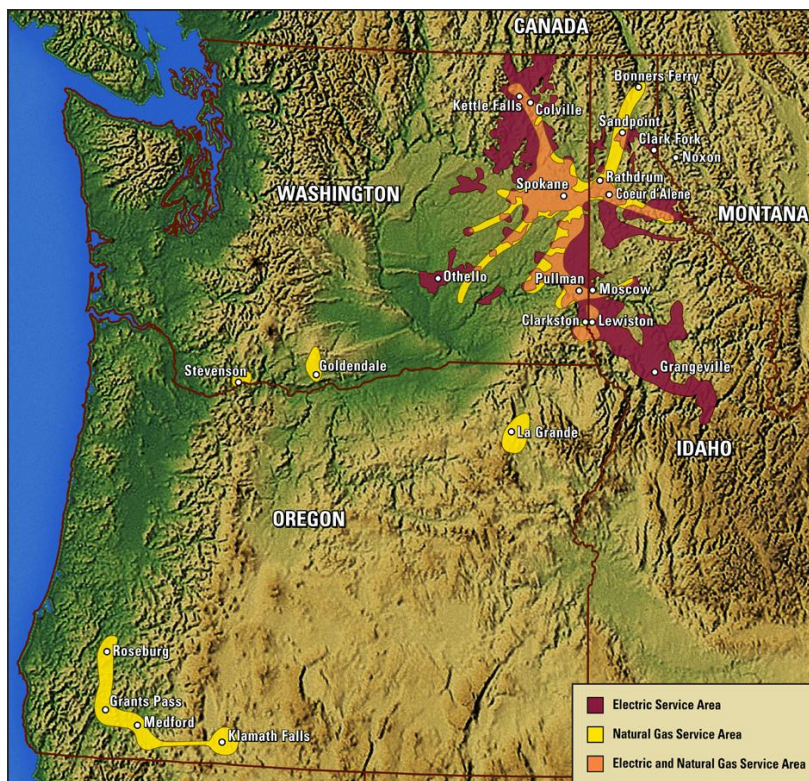 CANADA
Bonners Ferry
Kettle Falls
Colville
Sandpoint
Clark Fork
Noxon
Rathdrum
WASHINGTON
Spokane
Coeur d'Alene
MONTANA
Othello
Pullman
Moscow
Clarkston
Lewiston
Stevenson
Goldendale
Grangeville
La Grande
IDAHO
OREGON
Roseburg
Grants Pass
Medford
Klamath Falls
Electric Service Area
Natural Gas Service Area
Electric and Natural Gas Service Area